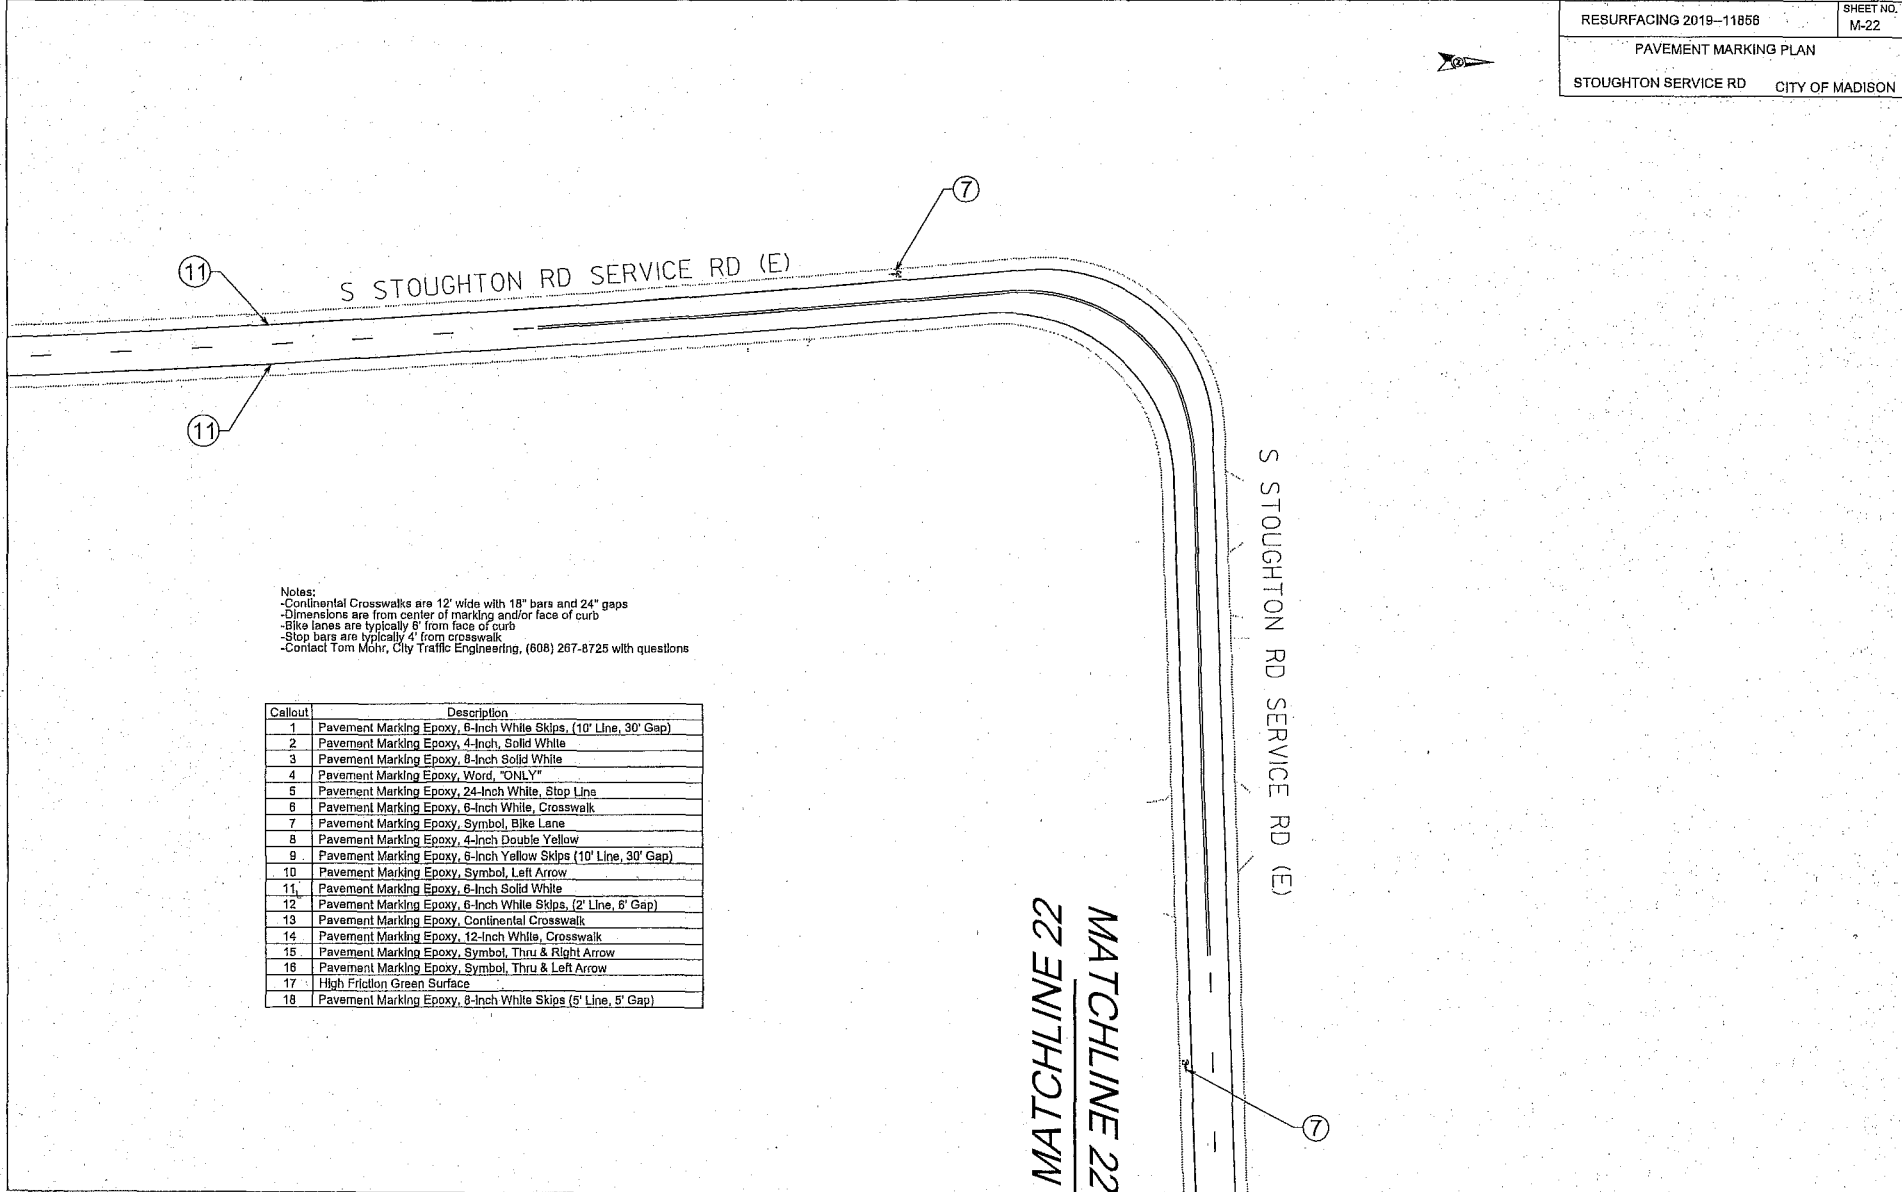 RESURFACING 2019-11856
SHEET NO.
M-22
PAVEMENT MARKING PLAN
STOUGHTON SERVICE RD CITY OF MADISON
7
11
S STOUGHTON RD SERVICE RD (E)
11
S STOUGHTON RD SERVICE RD (E)
Notes:
-Continental Crosswalks are 12' wide with 18" bars and 24" gaps
-Dimensions are from center of marking and/or face of curb
-Bike lanes are typically 6' from face of curb
-Stop bars are typically 4' from crosswalk
-Contact Tom Mohr, City Traffic Engineering, (608) 267-8725 with questions
Callout Description
1 Pavement Marking Epoxy, 6-Inch White Skips, (10' Line, 30' Gap)
2 Pavement Marking Epoxy, 4-Inch, Solid White
3 Pavement Marking Epoxy, 8-Inch Solid White
4 Pavement Marking Epoxy, Word, "ONLY"
5 Pavement Marking Epoxy, 24-Inch White, Stop Line
6 Pavement Marking Epoxy, 6-Inch White, Crosswalk
7 Pavement Marking Epoxy, Symbol, Bike Lane
8 Pavement Marking Epoxy, 4-Inch Double Yellow
9 Pavement Marking Epoxy, 6-Inch Yellow Skips (10' Line, 30' Gap)
10 Pavement Marking Epoxy, Symbol, Left Arrow
11 Pavement Marking Epoxy, 6-Inch Solid White
12 Pavement Marking Epoxy, 6-Inch White Skips, (2' Line, 6' Gap)
13 Pavement Marking Epoxy, Continental Crosswalk
14 Pavement Marking Epoxy, 12-Inch White, Crosswalk
15 Pavement Marking Epoxy, Symbol, Thru & Right Arrow
16 Pavement Marking Epoxy, Symbol, Thru & Left Arrow
17 High Friction Green Surface
18 Pavement Marking Epoxy, 8-Inch White Skips (5' Line, 5' Gap)
MATCHLINE 22
MATCHLINE 22
7